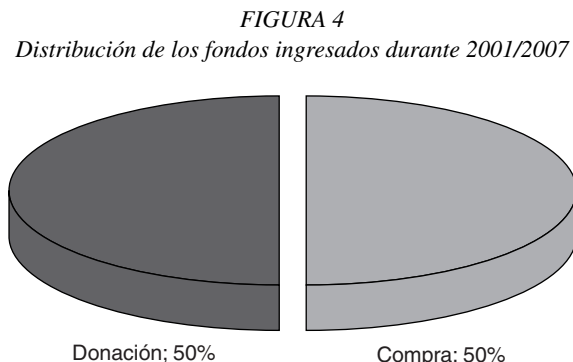 FIGURA 4
Distribución de los fondos ingresados durante 2001/2007
Donación; 50%
Compra; 50%